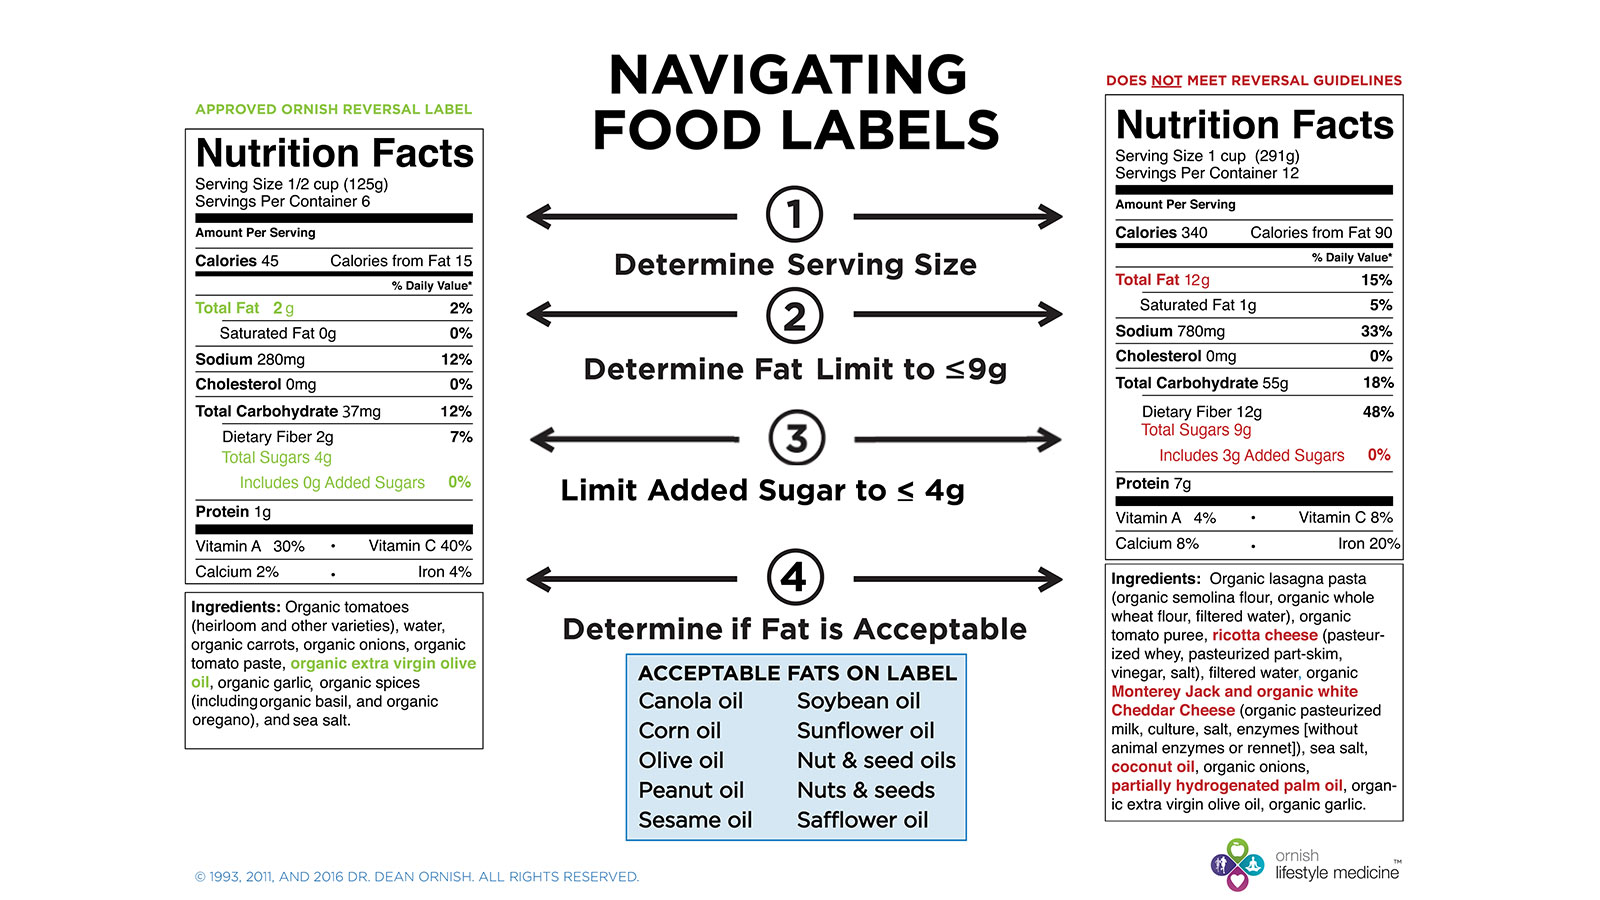 APPROVED ORNISH REVERSAL LABEL
Nutrition Facts
Serving Size 1/2 cup (125g)
Servings Per Container 6
Amount Per Serving
Calories 45 Calories from Fat 15
% Daily Value*
Total Fat 2 g 2%
Saturated Fat 0g 0%
Sodium 280mg 12%
Cholesterol 0mg 0%
Total Carbohydrate 37mg 12%
Dietary Fiber 2g 7%
Total Sugars 4g
Includes 0g Added Sugars 0%
Protein 1g
Vitamin A 30% • Vitamin C 40%
Calcium 2% • Iron 4%
Ingredients: Organic tomatoes
(heirloom and other varieties), water,
organic carrots, organic onions, organic
tomato paste, organic extra virgin olive
oil, organic garlic, organic spices
(including organic basil, and organic
oregano), and sea salt.
NAVIGATING
FOOD LABELS
1
Determine Serving Size
2
Determine Fat Limit to ≤9g
3
Limit Added Sugar to ≤ 4g
4
Determine if Fat is Acceptable
ACCEPTABLE FATS ON LABEL
Canola oil Soybean oil
Corn oil Sunflower oil
Olive oil Nut & seed oils
Peanut oil Nuts & seeds
Sesame oil Safflower oil
DOES NOT MEET REVERSAL GUIDELINES
Nutrition Facts
Serving Size 1 cup (291g)
Servings Per Container 12
Amount Per Serving
Calories 340 Calories from Fat 90
% Daily Value*
Total Fat 12g 15%
Saturated Fat 1g 5%
Sodium 780mg 33%
Cholesterol 0mg 0%
Total Carbohydrate 55g 18%
Dietary Fiber 12g 48%
Total Sugars 9g
Includes 3g Added Sugars 0%
Protein 7g
Vitamin A 4% • Vitamin C 8%
Calcium 8% • Iron 20%
Ingredients: Organic lasagna pasta
(organic semolina flour, organic whole
wheat flour, filtered water), organic
tomato puree, ricotta cheese (pasteur-
ized whey, pasteurized part-skim,
vinegar, salt), filtered water, organic
Monterey Jack and organic white
Cheddar Cheese (organic pasteurized
milk, culture, salt, enzymes [without
animal enzymes or rennet]), sea salt,
coconut oil, organic onions,
partially hydrogenated palm oil, organ-
ic extra virgin olive oil, organic garlic.
© 1993, 2011, AND 2016 DR. DEAN ORNISH. ALL RIGHTS RESERVED.
ornish
lifestyle medicine™